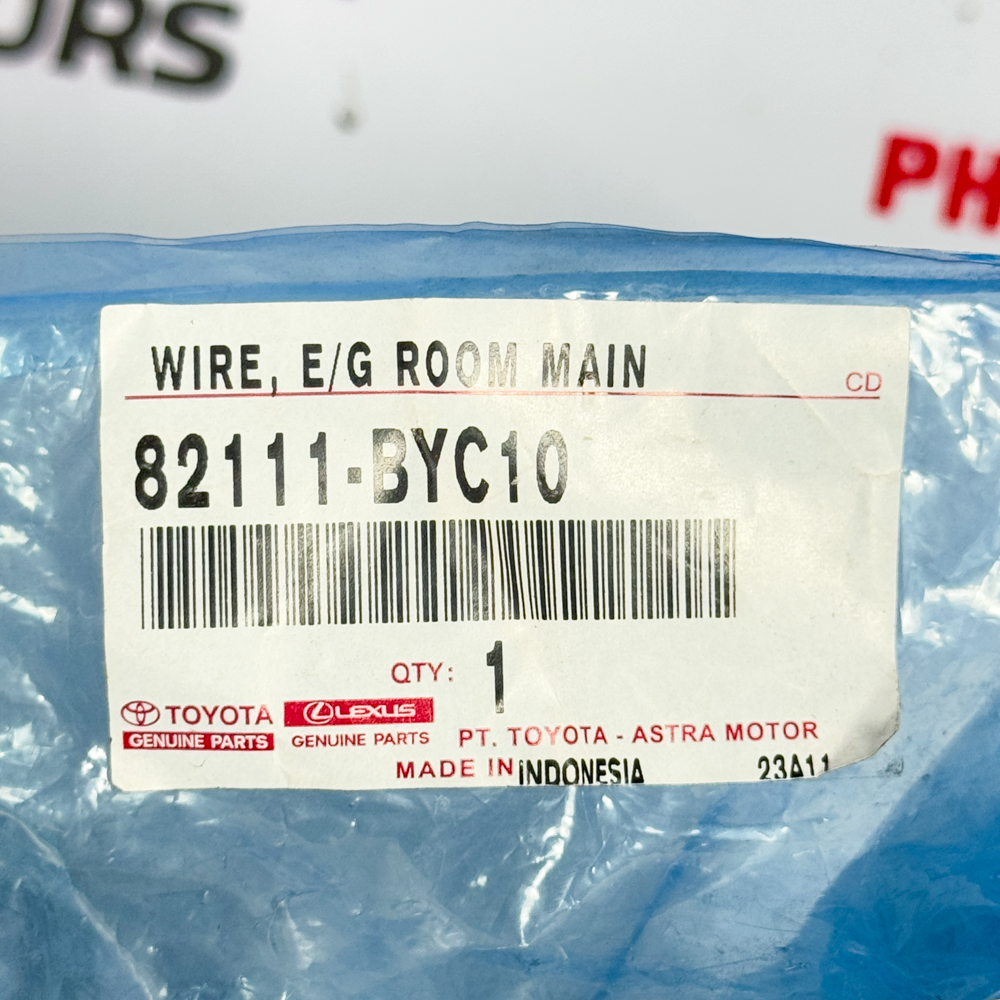 WIRE, E/G ROOM MAIN
CD
82111-BYC10
QTY: 1
TOYOTA
GENUINE PARTS
LEXUS
GENUINE PARTS
PT. TOYOTA - ASTRA MOTOR
MADE IN INDONESIA
23A11